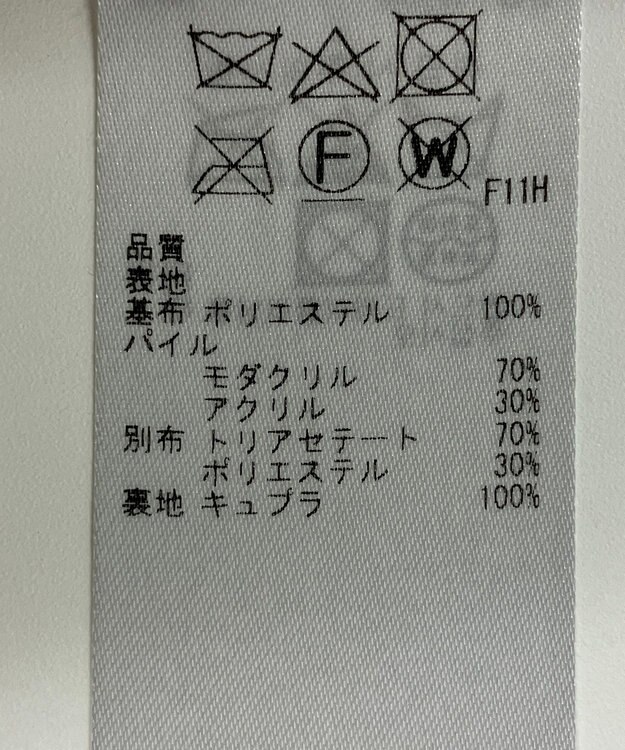 F W F11H
品質
表地
基布 ポリエステル 100%
パイル
モダクリル 70%
アクリル 30%
別布 トリアセテート 70%
ポリエステル 30%
裏地 キュプラ 100%